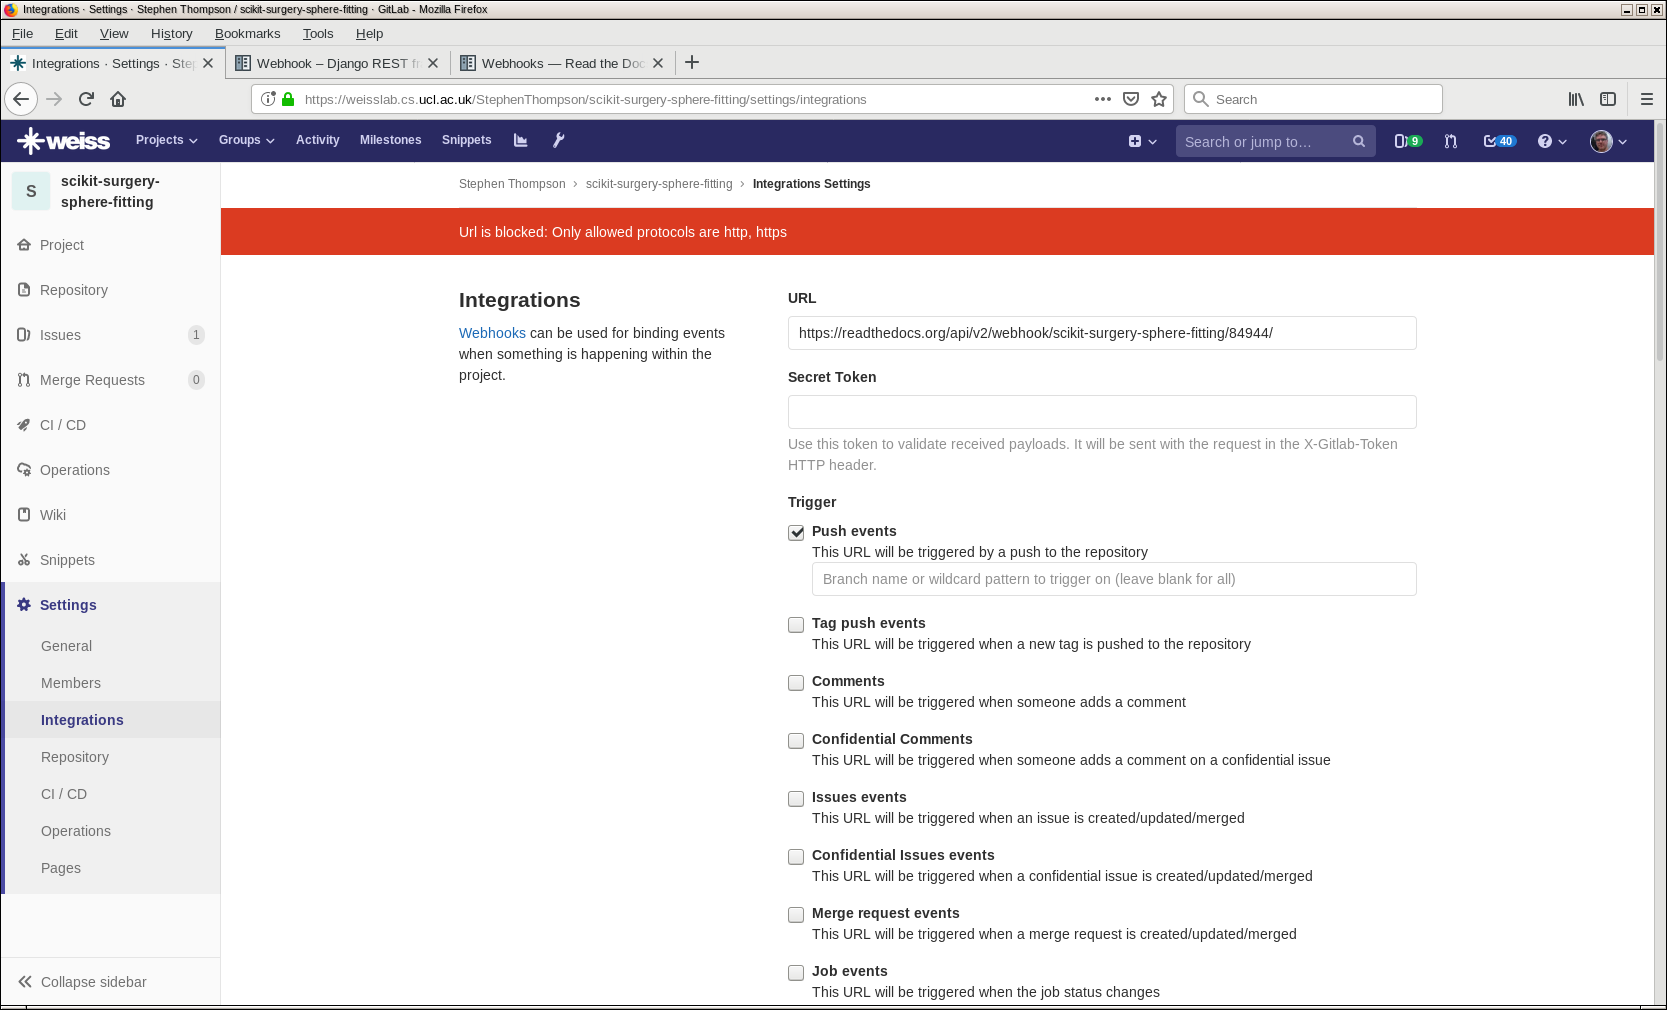 Integrations · Settings · Stephen Thompson / scikit-surgery-sphere-fitting · GitLab - Mozilla Firefox
File Edit View History Bookmarks Tools Help
Integrations · Settings · Step
Webhook – Django REST fr
Webhooks — Read the Doc
https://weisslab.cs.ucl.ac.uk/StephenThompson/scikit-surgery-sphere-fitting/settings/integrations
Search
weiss
Projects Groups Activity Milestones Snippets
Search or jump to…
9
40
S
scikit-surgery-
sphere-fitting
Project
Repository
Issues 1
Merge Requests 0
CI / CD
Operations
Wiki
Snippets
Settings
General
Members
Integrations
Repository
CI / CD
Operations
Pages
Collapse sidebar
Stephen Thompson › scikit-surgery-sphere-fitting › Integrations Settings
Url is blocked: Only allowed protocols are http, https
Integrations
Webhooks can be used for binding events
when something is happening within the
project.
URL
https://readthedocs.org/api/v2/webhook/scikit-surgery-sphere-fitting/84944/
Secret Token
Use this token to validate received payloads. It will be sent with the request in the X-Gitlab-Token
HTTP header.
Trigger
Push events
This URL will be triggered by a push to the repository
Branch name or wildcard pattern to trigger on (leave blank for all)
Tag push events
This URL will be triggered when a new tag is pushed to the repository
Comments
This URL will be triggered when someone adds a comment
Confidential Comments
This URL will be triggered when someone adds a comment on a confidential issue
Issues events
This URL will be triggered when an issue is created/updated/merged
Confidential Issues events
This URL will be triggered when a confidential issue is created/updated/merged
Merge request events
This URL will be triggered when a merge request is created/updated/merged
Job events
This URL will be triggered when the job status changes